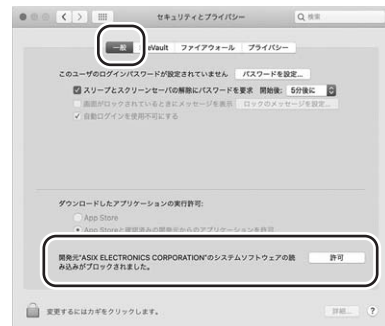 セキュリティとプライバシー
検索
一般
eVault
ファイアウォール
プライバシー
このユーザのログインパスワードが設定されていません
パスワードを設定...
スリープとスクリーンセーバの解除にパスワードを要求 開始後: 5分後に
画面がロックされているときにメッセージを表示
ロックのメッセージを設定...
自動ログインを使用不可にする
ダウンロードしたアプリケーションの実行許可:
App Store
App Storeと確認済みの開発元からのアプリケーションを許可
開発元"ASIX ELECTRONICS CORPORATION"のシステムソフトウェアの読
み込みがブロックされました。
許可
変更するにはカギをクリックします。
詳細...
?